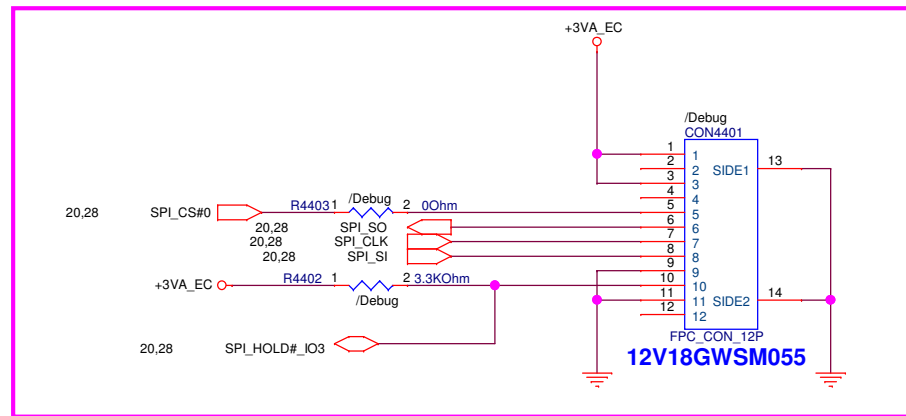 +3VA_EC
/Debug
CON4401
1 1
2 2 SIDE1 13
3 3
4 4
20,28 SPI_CS#0 R4403 1 /Debug 2 0Ohm 5 5
20,28 SPI_SO 6 6
20,28 SPI_CLK 7 7
20,28 SPI_SI 8 8
9 9
+3VA_EC R4402 1 2 3.3KOhm 10 10
/Debug
11 11 SIDE2 14
12 12
FPC_CON_12P
20,28 SPI_HOLD#_IO3
12V18GWSM055